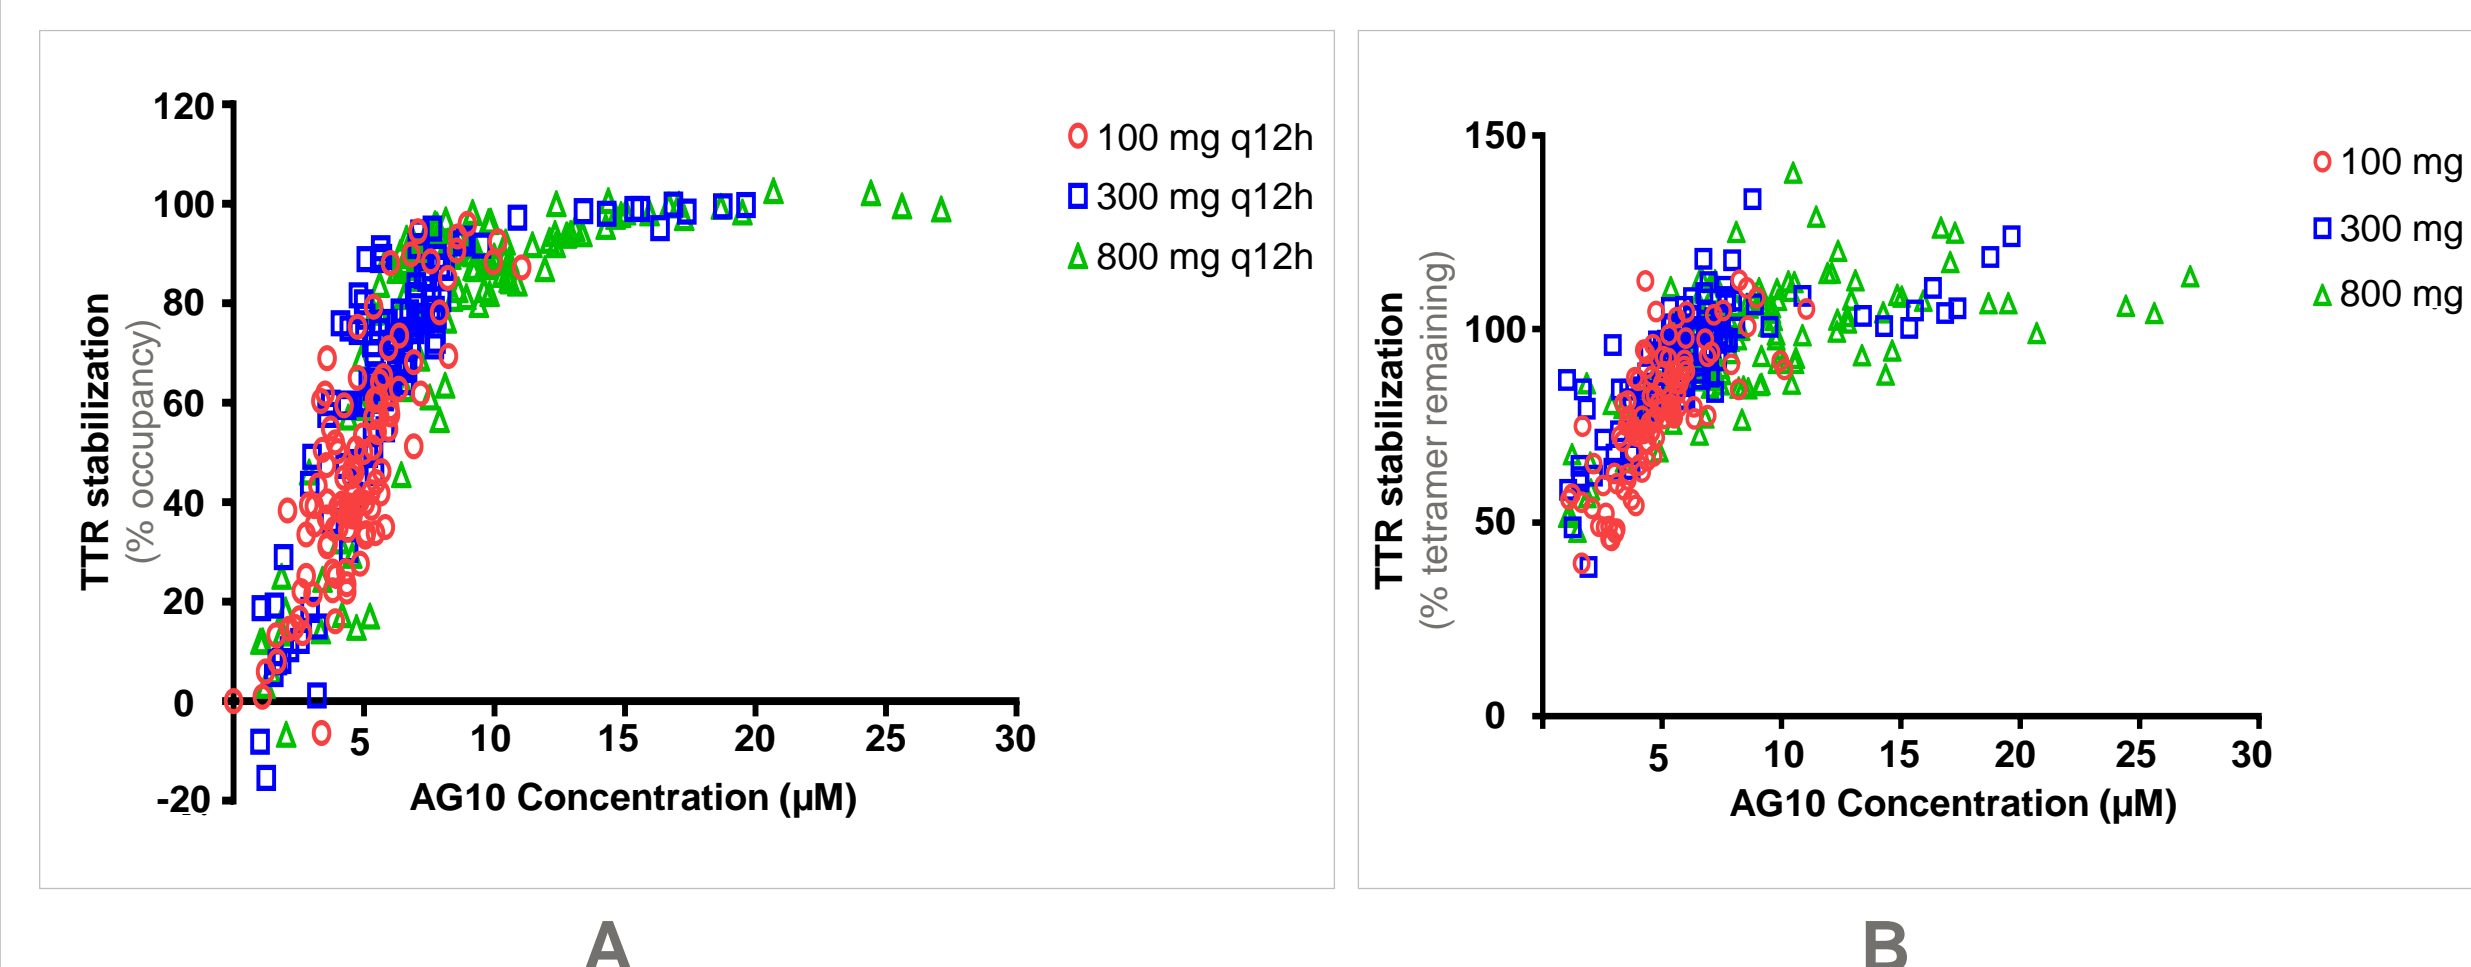 120
100
80
60
40
20
0
-20
TTR stabilization
(% occupancy)
5 10 15 20 25 30
AG10 Concentration (µM)
100 mg q12h
300 mg q12h
800 mg q12h
A
150
100
50
0
TTR stabilization
(% tetramer remaining)
5 10 15 20 25 30
AG10 Concentration (µM)
100 mg
300 mg
800 mg
B